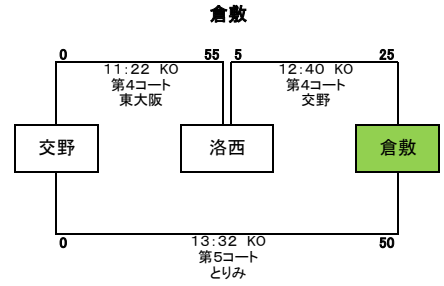 倉敷
0 55 5 25
11:22 KO 12:40 KO
第4コート 第4コート
東大阪 交野
交野 洛西 倉敷
0 50
13:32 KO
第5コート
とりみ